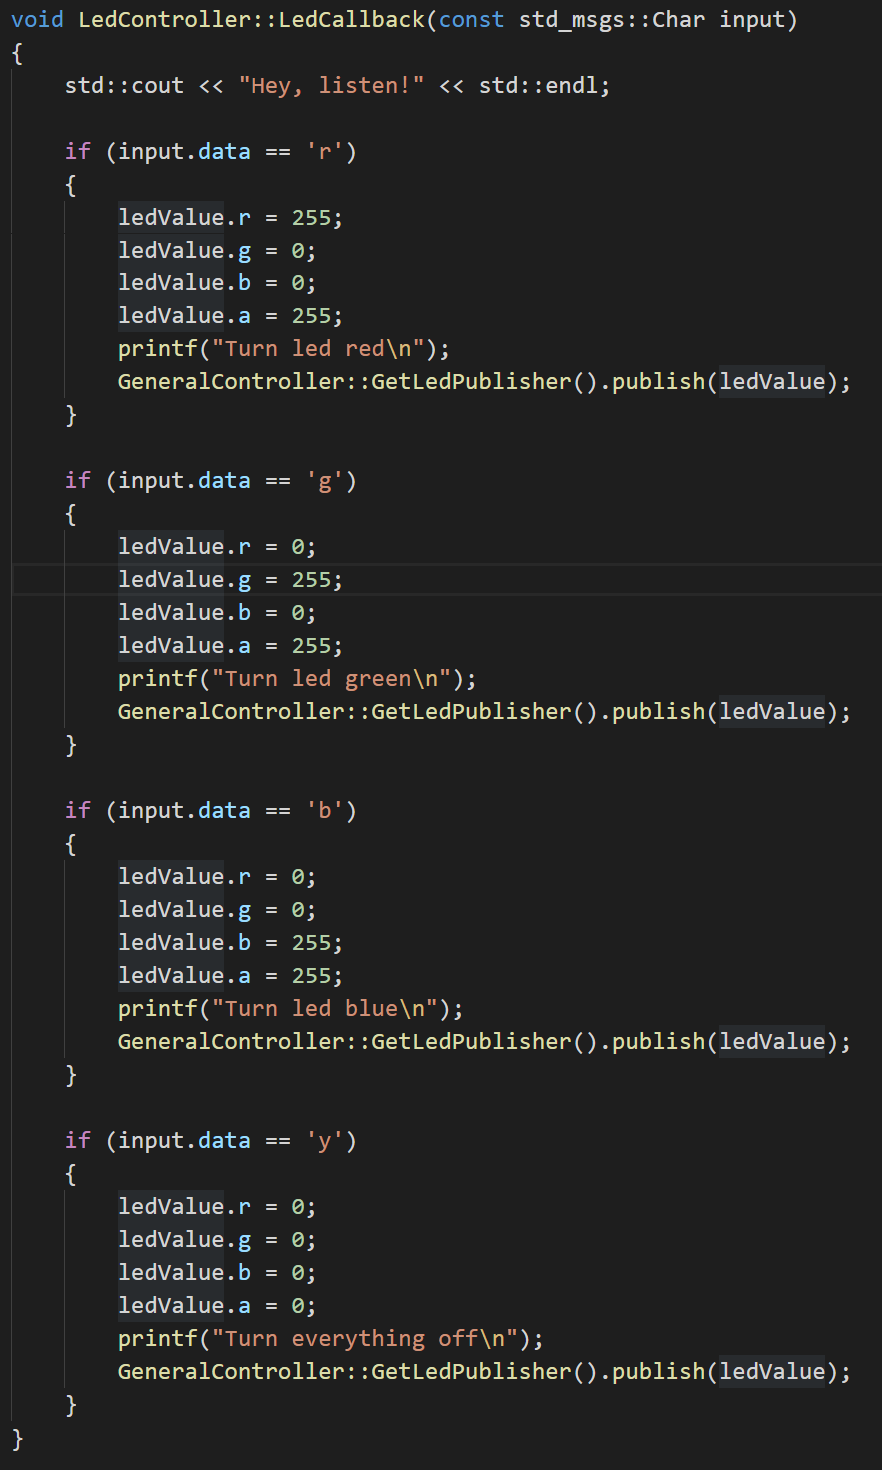 void LedController::LedCallback(const std_msgs::Char input)
{
    std::cout << "Hey, listen!" << std::endl;

    if (input.data == 'r')
    {
        ledValue.r = 255;
        ledValue.g = 0;
        ledValue.b = 0;
        ledValue.a = 255;
        printf("Turn led red\n");
        GeneralController::GetLedPublisher().publish(ledValue);
    }

    if (input.data == 'g')
    {
        ledValue.r = 0;
        ledValue.g = 255;
        ledValue.b = 0;
        ledValue.a = 255;
        printf("Turn led green\n");
        GeneralController::GetLedPublisher().publish(ledValue);
    }

    if (input.data == 'b')
    {
        ledValue.r = 0;
        ledValue.g = 0;
        ledValue.b = 255;
        ledValue.a = 255;
        printf("Turn led blue\n");
        GeneralController::GetLedPublisher().publish(ledValue);
    }

    if (input.data == 'y')
    {
        ledValue.r = 0;
        ledValue.g = 0;
        ledValue.b = 0;
        ledValue.a = 0;
        printf("Turn everything off\n");
        GeneralController::GetLedPublisher().publish(ledValue);
    }
}